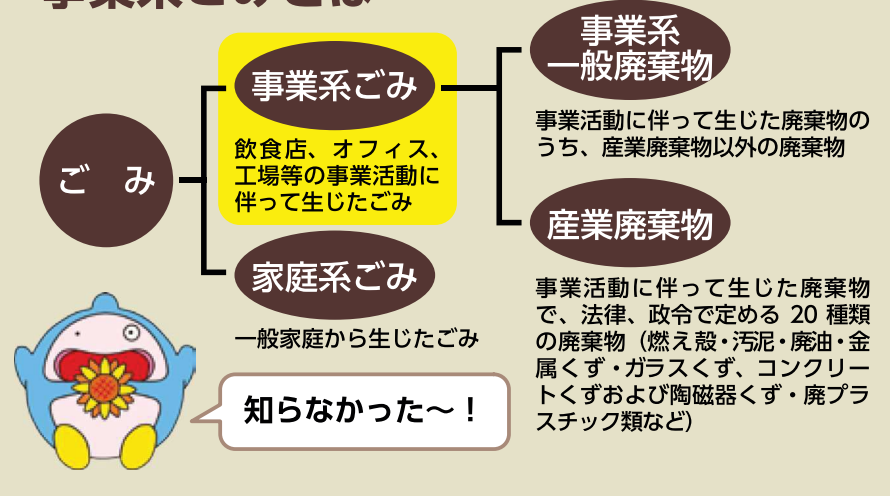 事業系ごみとは
事業系ごみ
飲食店、オフィス、
工場等の事業活動に
伴って生じたごみ
ご　み
家庭系ごみ
一般家庭から生じたごみ
事業系
一般廃棄物
事業活動に伴って生じた廃棄物の
うち、産業廃棄物以外の廃棄物
産業廃棄物
事業活動に伴って生じた廃棄物
で、法律、政令で定める 20 種類
の廃棄物（燃え殻・汚泥・廃油・金
属くず・ガラスくず、コンクリー
トくずおよび陶磁器くず・廃プラ
スチック類など）
知らなかった～！